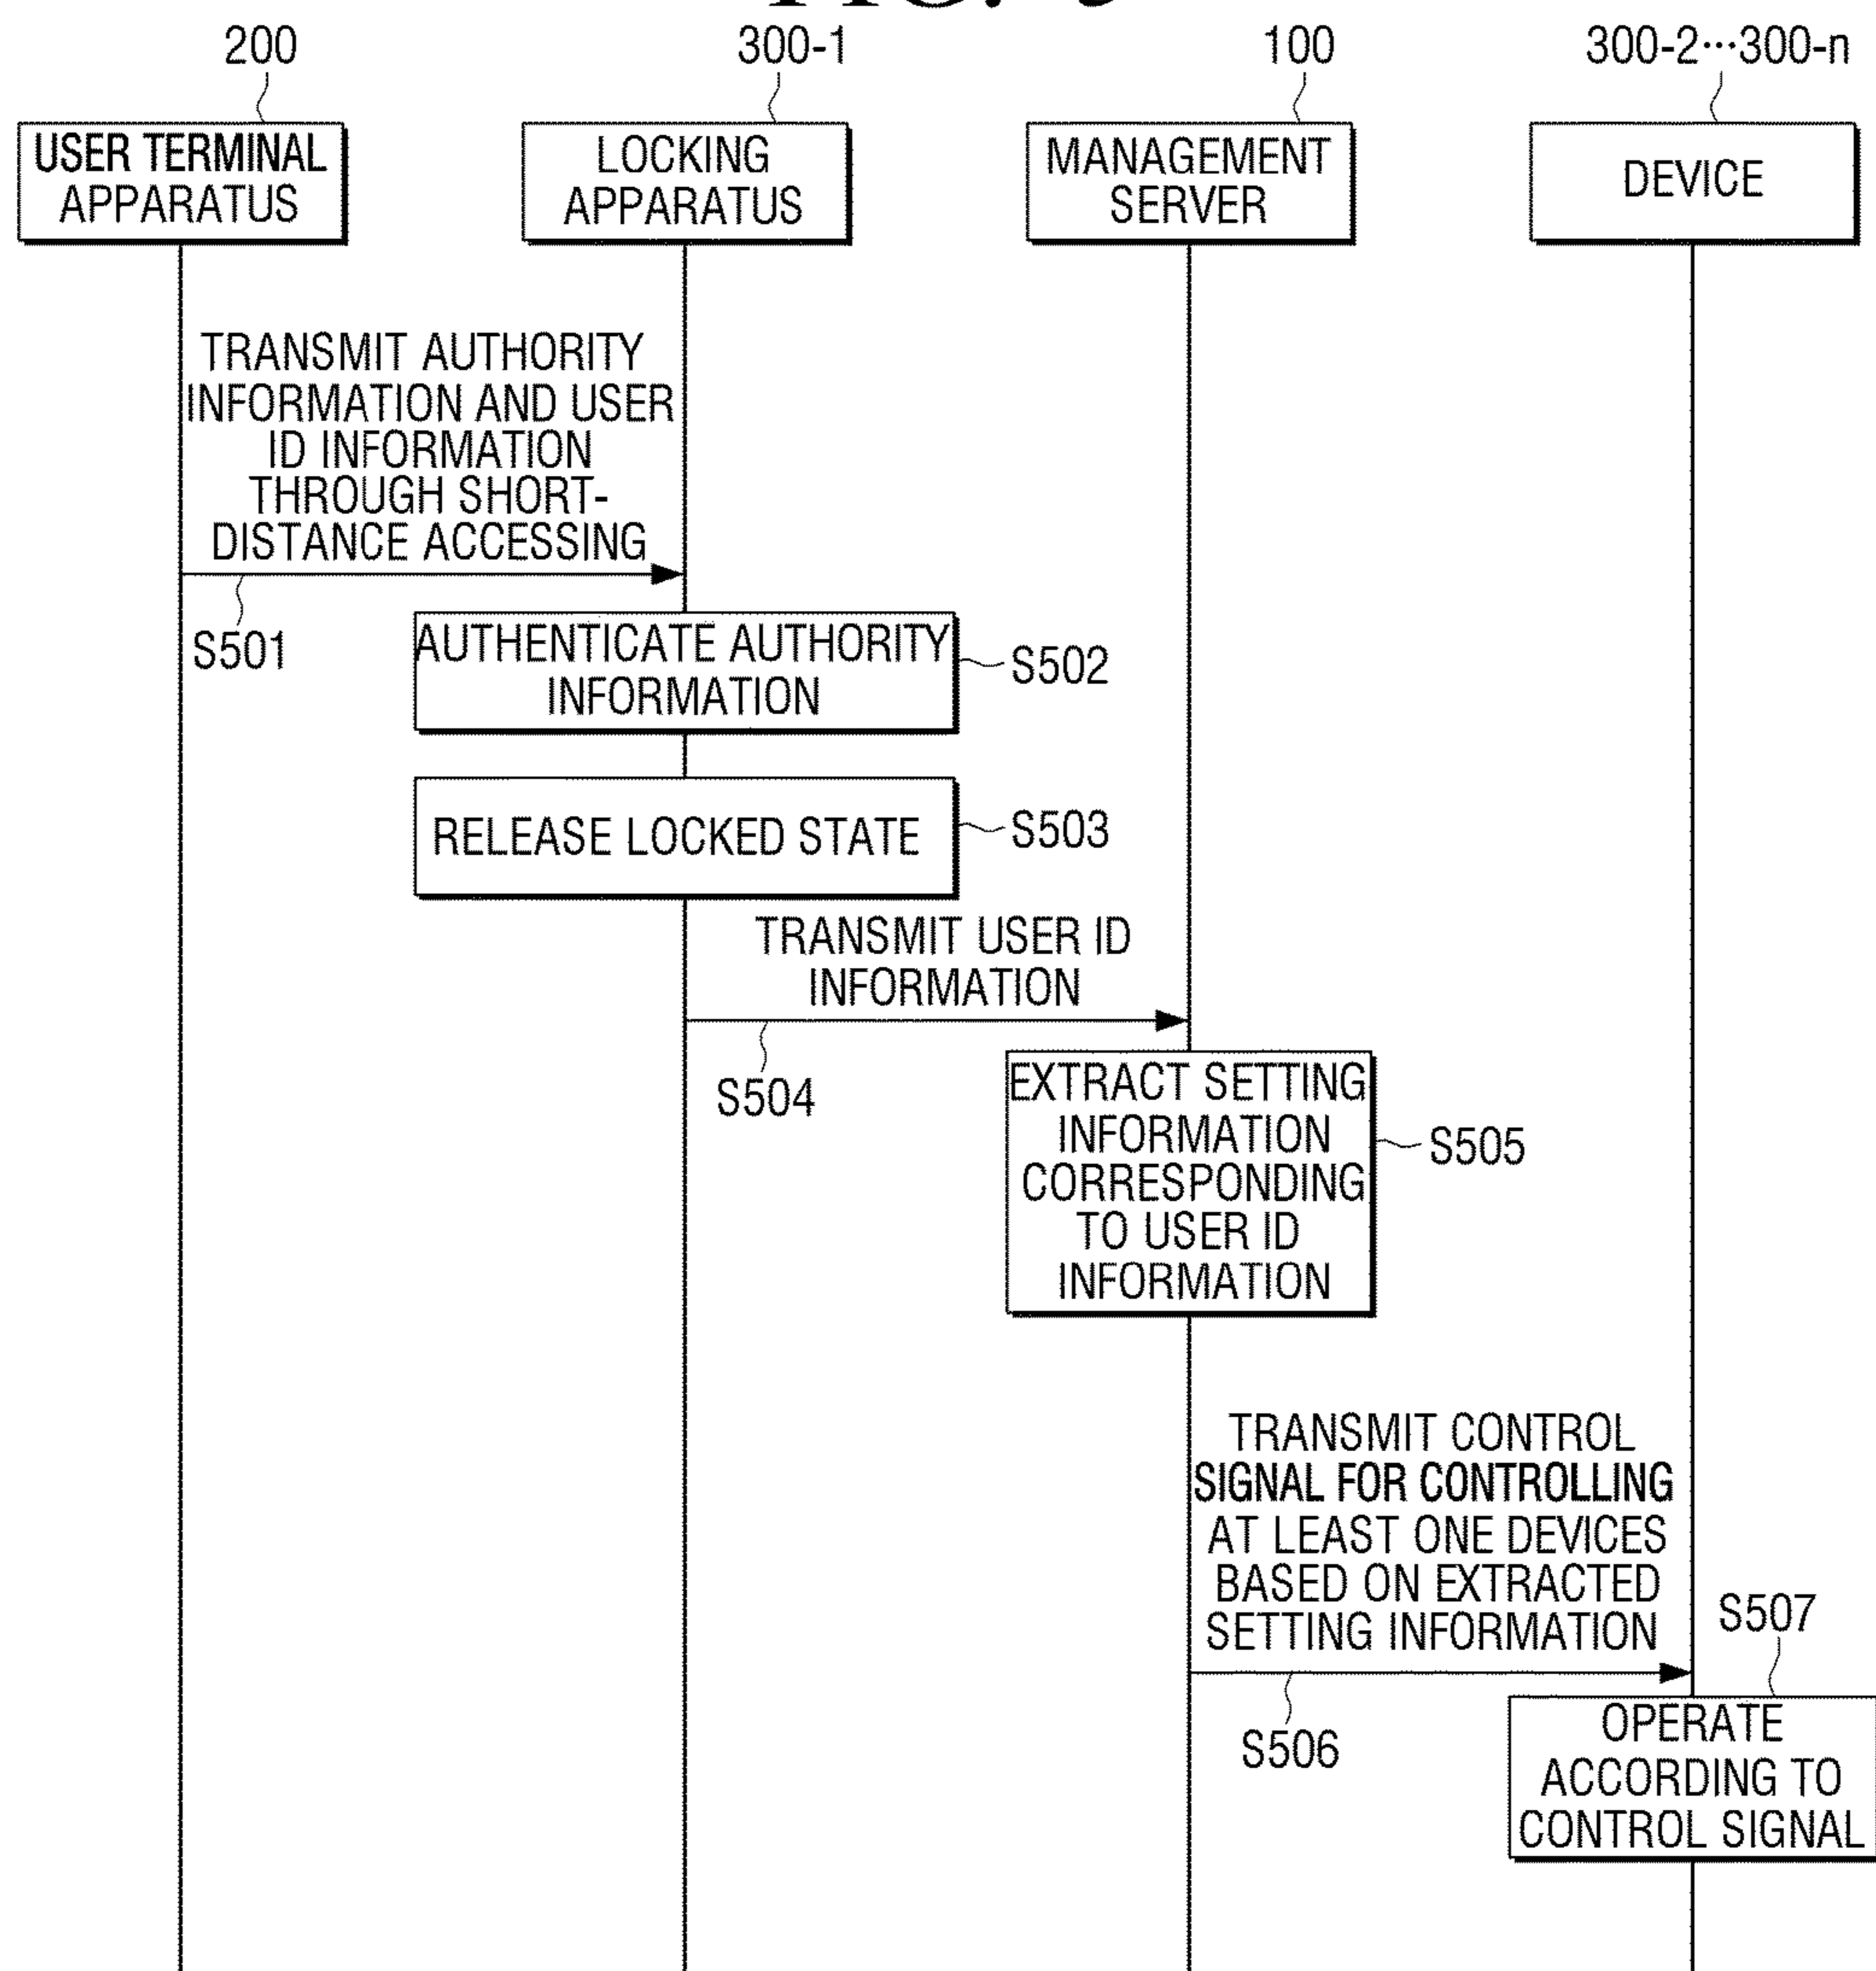 200
300-1
100
300-2···300-n
USER TERMINAL
APPARATUS
LOCKING
APPARATUS
MANAGEMENT
SERVER
DEVICE
TRANSMIT AUTHORITY
INFORMATION AND USER
ID INFORMATION
THROUGH SHORT-
DISTANCE ACCESSING
S501
AUTHENTICATE AUTHORITY
INFORMATION
S502
RELEASE LOCKED STATE
S503
TRANSMIT USER ID
INFORMATION
S504
EXTRACT SETTING
INFORMATION
CORRESPONDING
TO USER ID
INFORMATION
S505
TRANSMIT CONTROL
SIGNAL FOR CONTROLLING
AT LEAST ONE DEVICES
BASED ON EXTRACTED
SETTING INFORMATION
S506
S507
OPERATE
ACCORDING TO
CONTROL SIGNAL